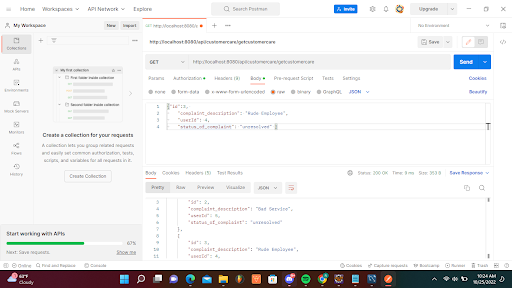 Home Workspaces API Network Explore Search Postman Invite Upgrade
My Workspace New Import GET http://localhost:8080/a No Environment
http://localhost:8080/api/customercare/getcustomercare Save
Collections
APIs
Environments
Mock Servers
Monitors
Flows
History
My first collection
First folder inside collection
Second folder inside collection
Create a collection for your requests
A collection lets you group related requests
and easily set common authorization, tests,
scripts, and variables for all requests in it.
Create Collection
Start working with APIs
67%
Next: Save requests. Show me
GET http://localhost:8080/api/customercare/getcustomercare Send
Params Authorization Headers (9) Body Pre-request Script Tests Settings Cookies
none form-data x-www-form-urlencoded raw binary GraphQL JSON Beautify
1 {"id":3,
2 "complaint_description": "Rude Employee",
3 "userId": 4,
4 "status_of_complaint": "unresolved" }
Body Cookies Headers (5) Test Results Status: 200 OK Time: 8 ms Size: 353 B Save Response
Pretty Raw Preview Visualize JSON
3 "id": 2,
4 "complaint_description": "Bad Service",
5 "userId": 5,
6 "status_of_complaint": "unresolved"
7 },
8 {
9 "id": 3,
10 "complaint_description": "Rude Employee",
11 "userId": 4,
Online Find and Replace Console Cookies Capture requests Bootcamp Runner Trash
63°F
Cloudy
10:24 AM
10/25/2022